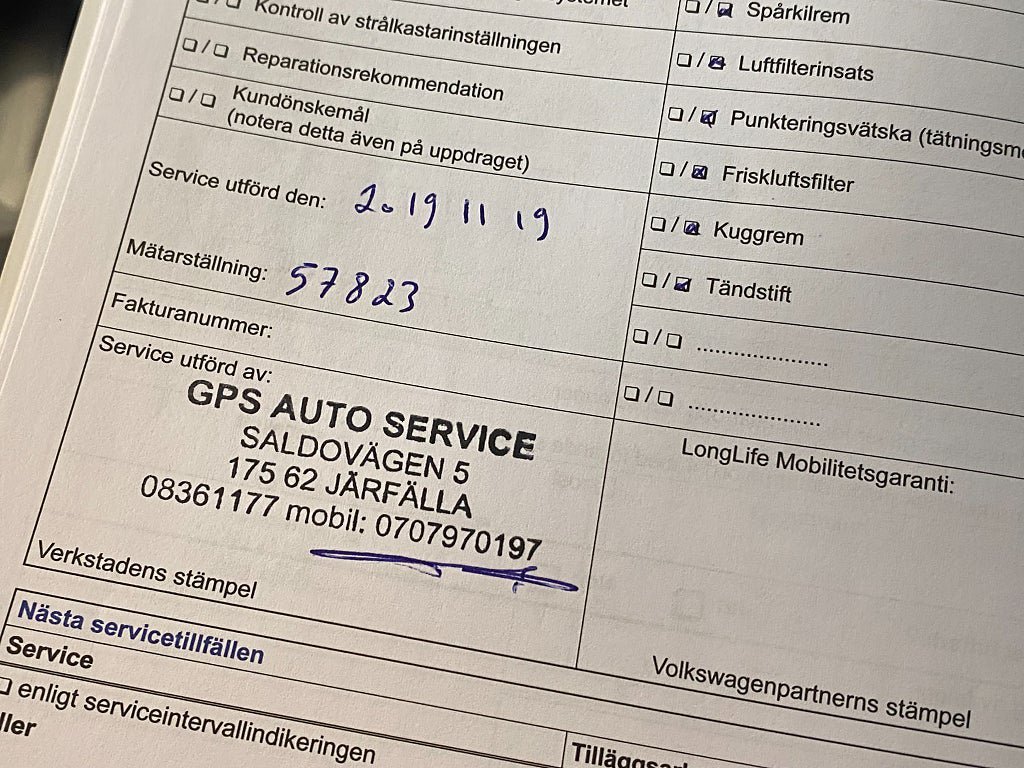 Kontroll av strålkastarinställningen
Reparationsrekommendation
Kundönskemål
(notera detta även på uppdraget)
Service utförd den: 2019 11 19
Mätarställning: 57823
Fakturanummer:
Service utförd av:
GPS AUTO SERVICE
SALDOVÄGEN 5
175 62 JÄRFÄLLA
08361177 mobil: 0707970197
Verkstadens stämpel
Spårkilrem
Luftfilterinsats
Punkteringsvätska (tätningsm
Friskluftsfilter
Kuggrem
Tändstift
.....................
.....................
LongLife Mobilitetsgaranti:
Volkswagenpartnerns stämpel
Nästa servicetillfällen
Service
enligt serviceintervallindikeringen
ller